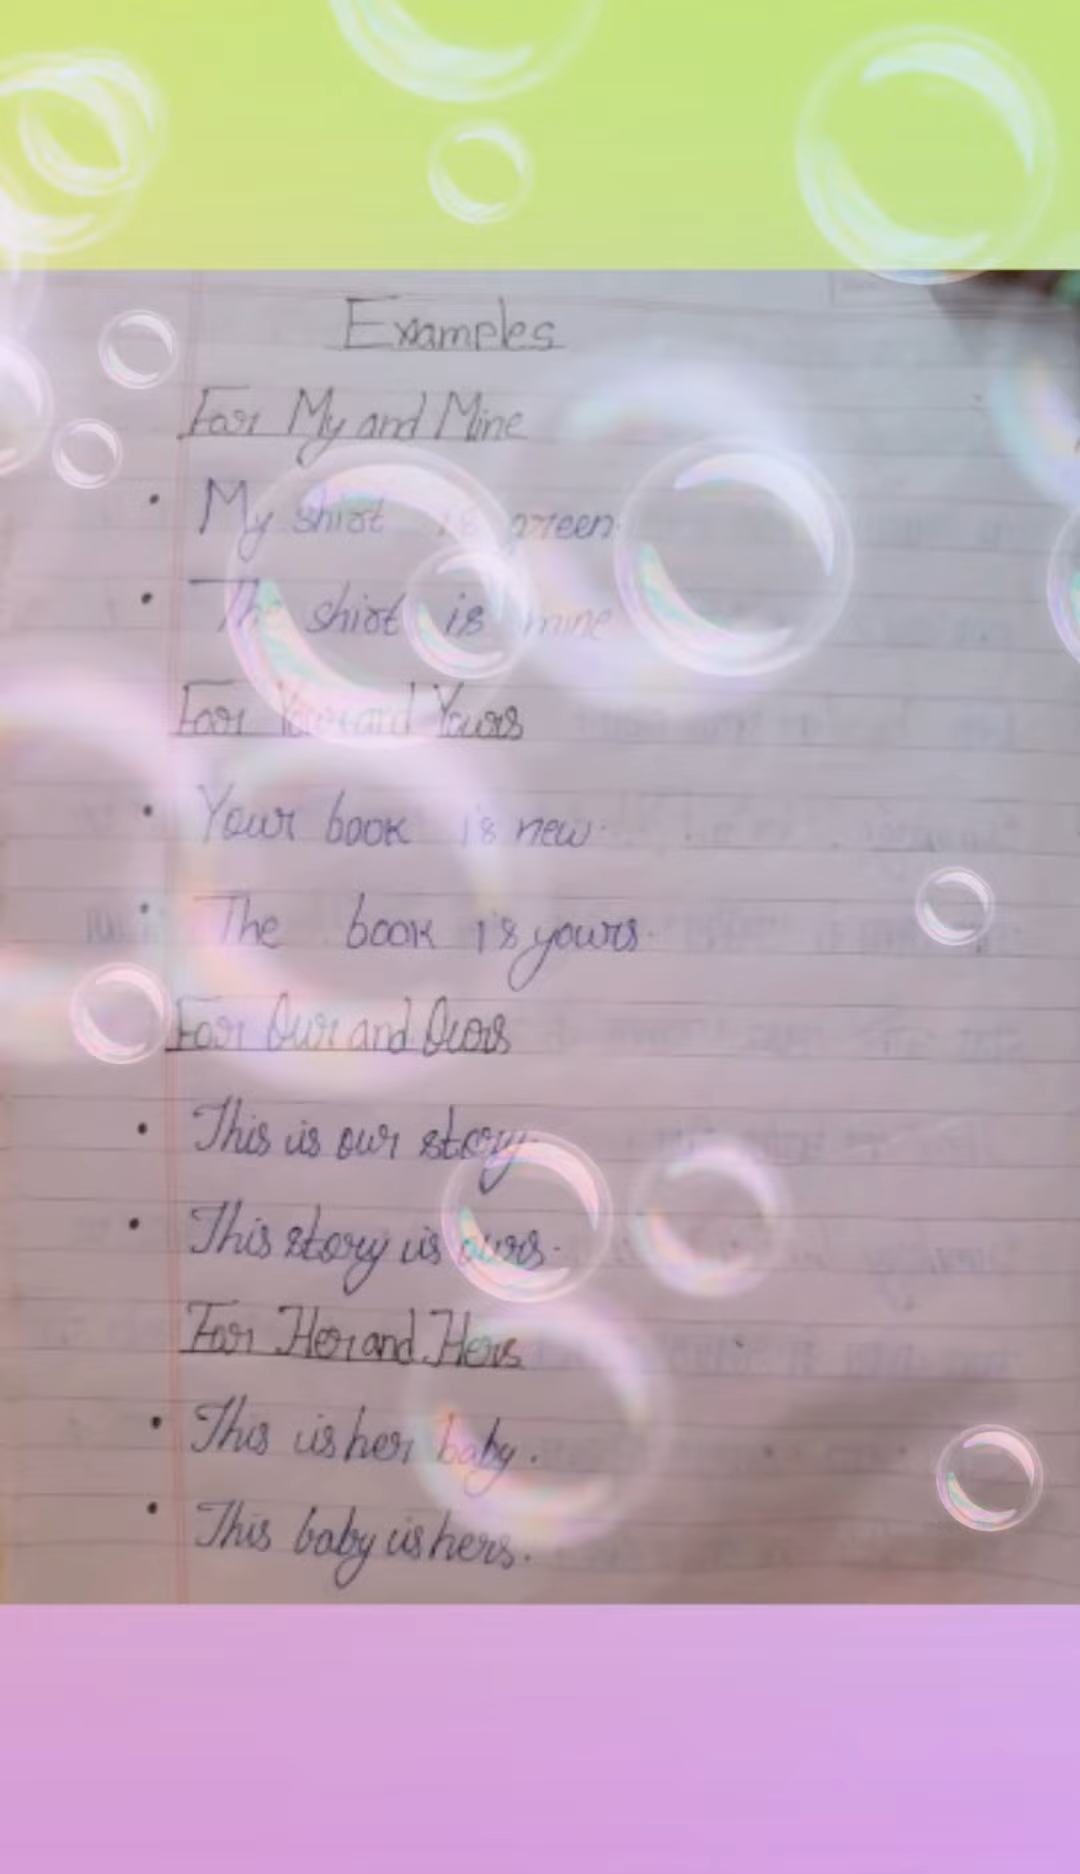 Examples
For My and Mine
• My shirt is green.
• The shirt is mine
For Your and Yours
• Your book is new.
• The book is yours.
For Our and Ours
• This is our story.
• This story is ours.
For Her and Hers
• This is her baby.
• This baby is hers.